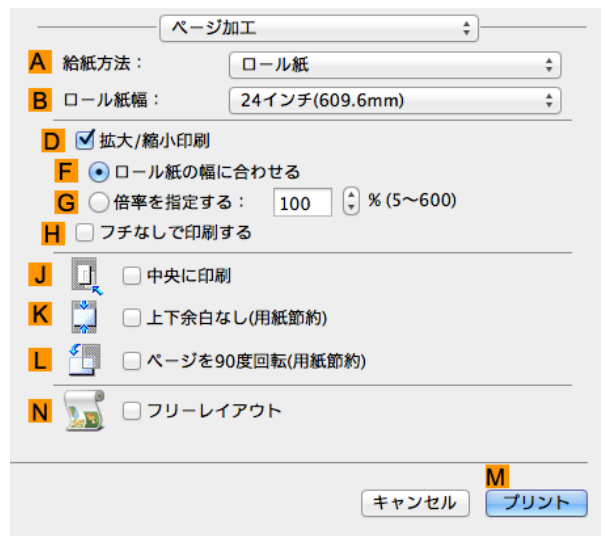 ページ加工
A 給紙方法： ロール紙
B ロール紙幅： 24インチ(609.6mm)
D 拡大/縮小印刷
F ロール紙の幅に合わせる
G 倍率を指定する： 100 % (5〜600)
H フチなしで印刷する
J 中央に印刷
K 上下余白なし(用紙節約)
L ページを90度回転(用紙節約)
N フリーレイアウト
M
キャンセル プリント